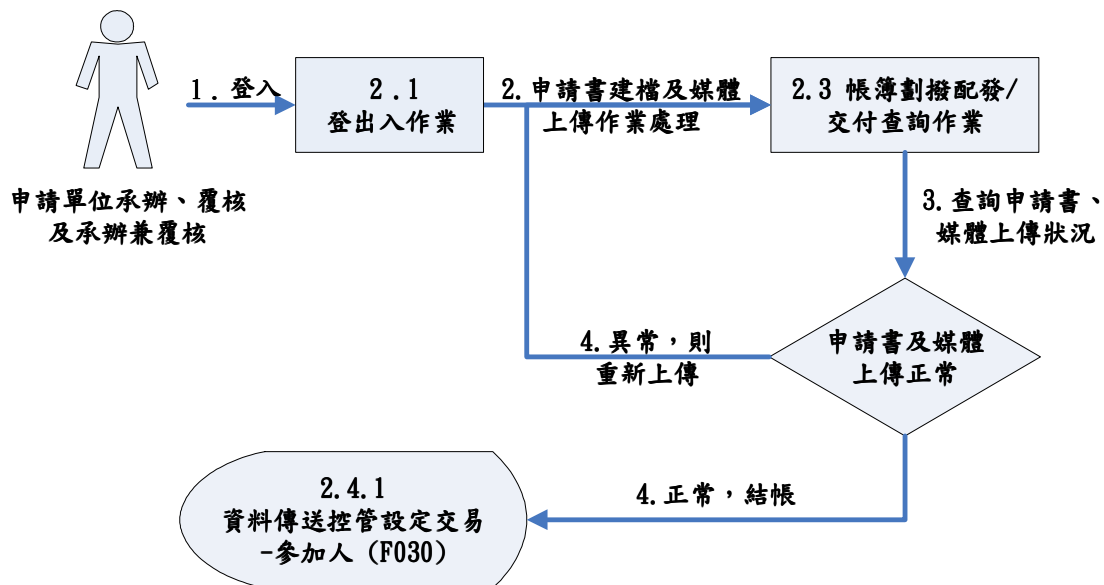 1. 登入
2 .1
登出入作業
2. 申請書建檔及媒體
上傳作業處理
2.3 帳簿劃撥配發/
交付查詢作業
申請單位承辦、覆核
及承辦兼覆核
3. 查詢申請書、
媒體上傳狀況
申請書及媒體
上傳正常
4. 異常，則
重新上傳
4. 正常，結帳
2.4.1
資料傳送控管設定交易
-參加人（F030）